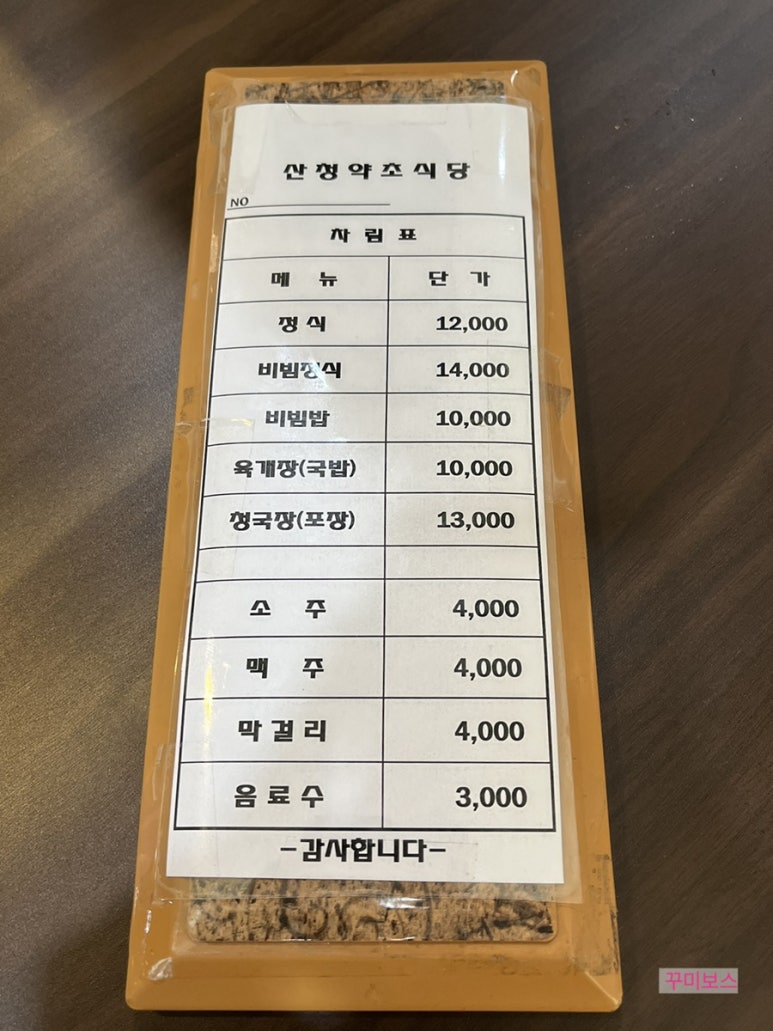 산청약초식당
NO
차 림 표
메 뉴 단 가
정 식 12,000
비빔정식 14,000
비빔밥 10,000
육개장(국밥) 10,000
청국장(포장) 13,000
소 주 4,000
맥 주 4,000
막 걸 리 4,000
음 료 수 3,000
-감사합니다-
꾸미보스